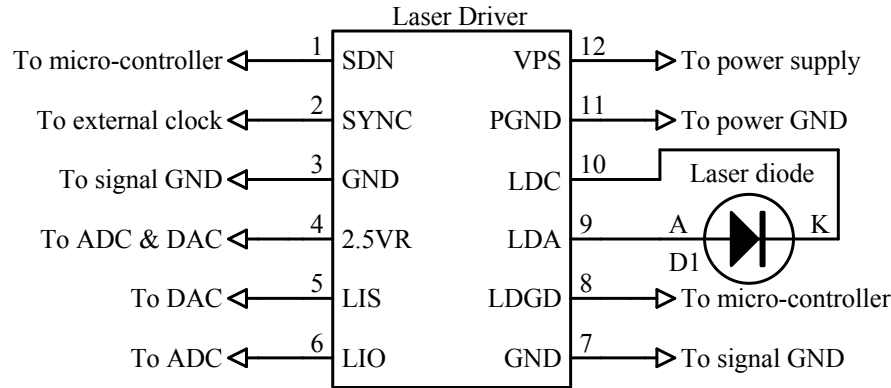 Laser Driver
To micro-controller 1 SDN VPS 12 To power supply
To external clock 2 SYNC PGND 11 To power GND
To signal GND 3 GND LDC 10 Laser diode
To ADC & DAC 4 2.5VR LDA 9 A K
D1
To DAC 5 LIS LDGD 8 To micro-controller
To ADC 6 LIO GND 7 To signal GND